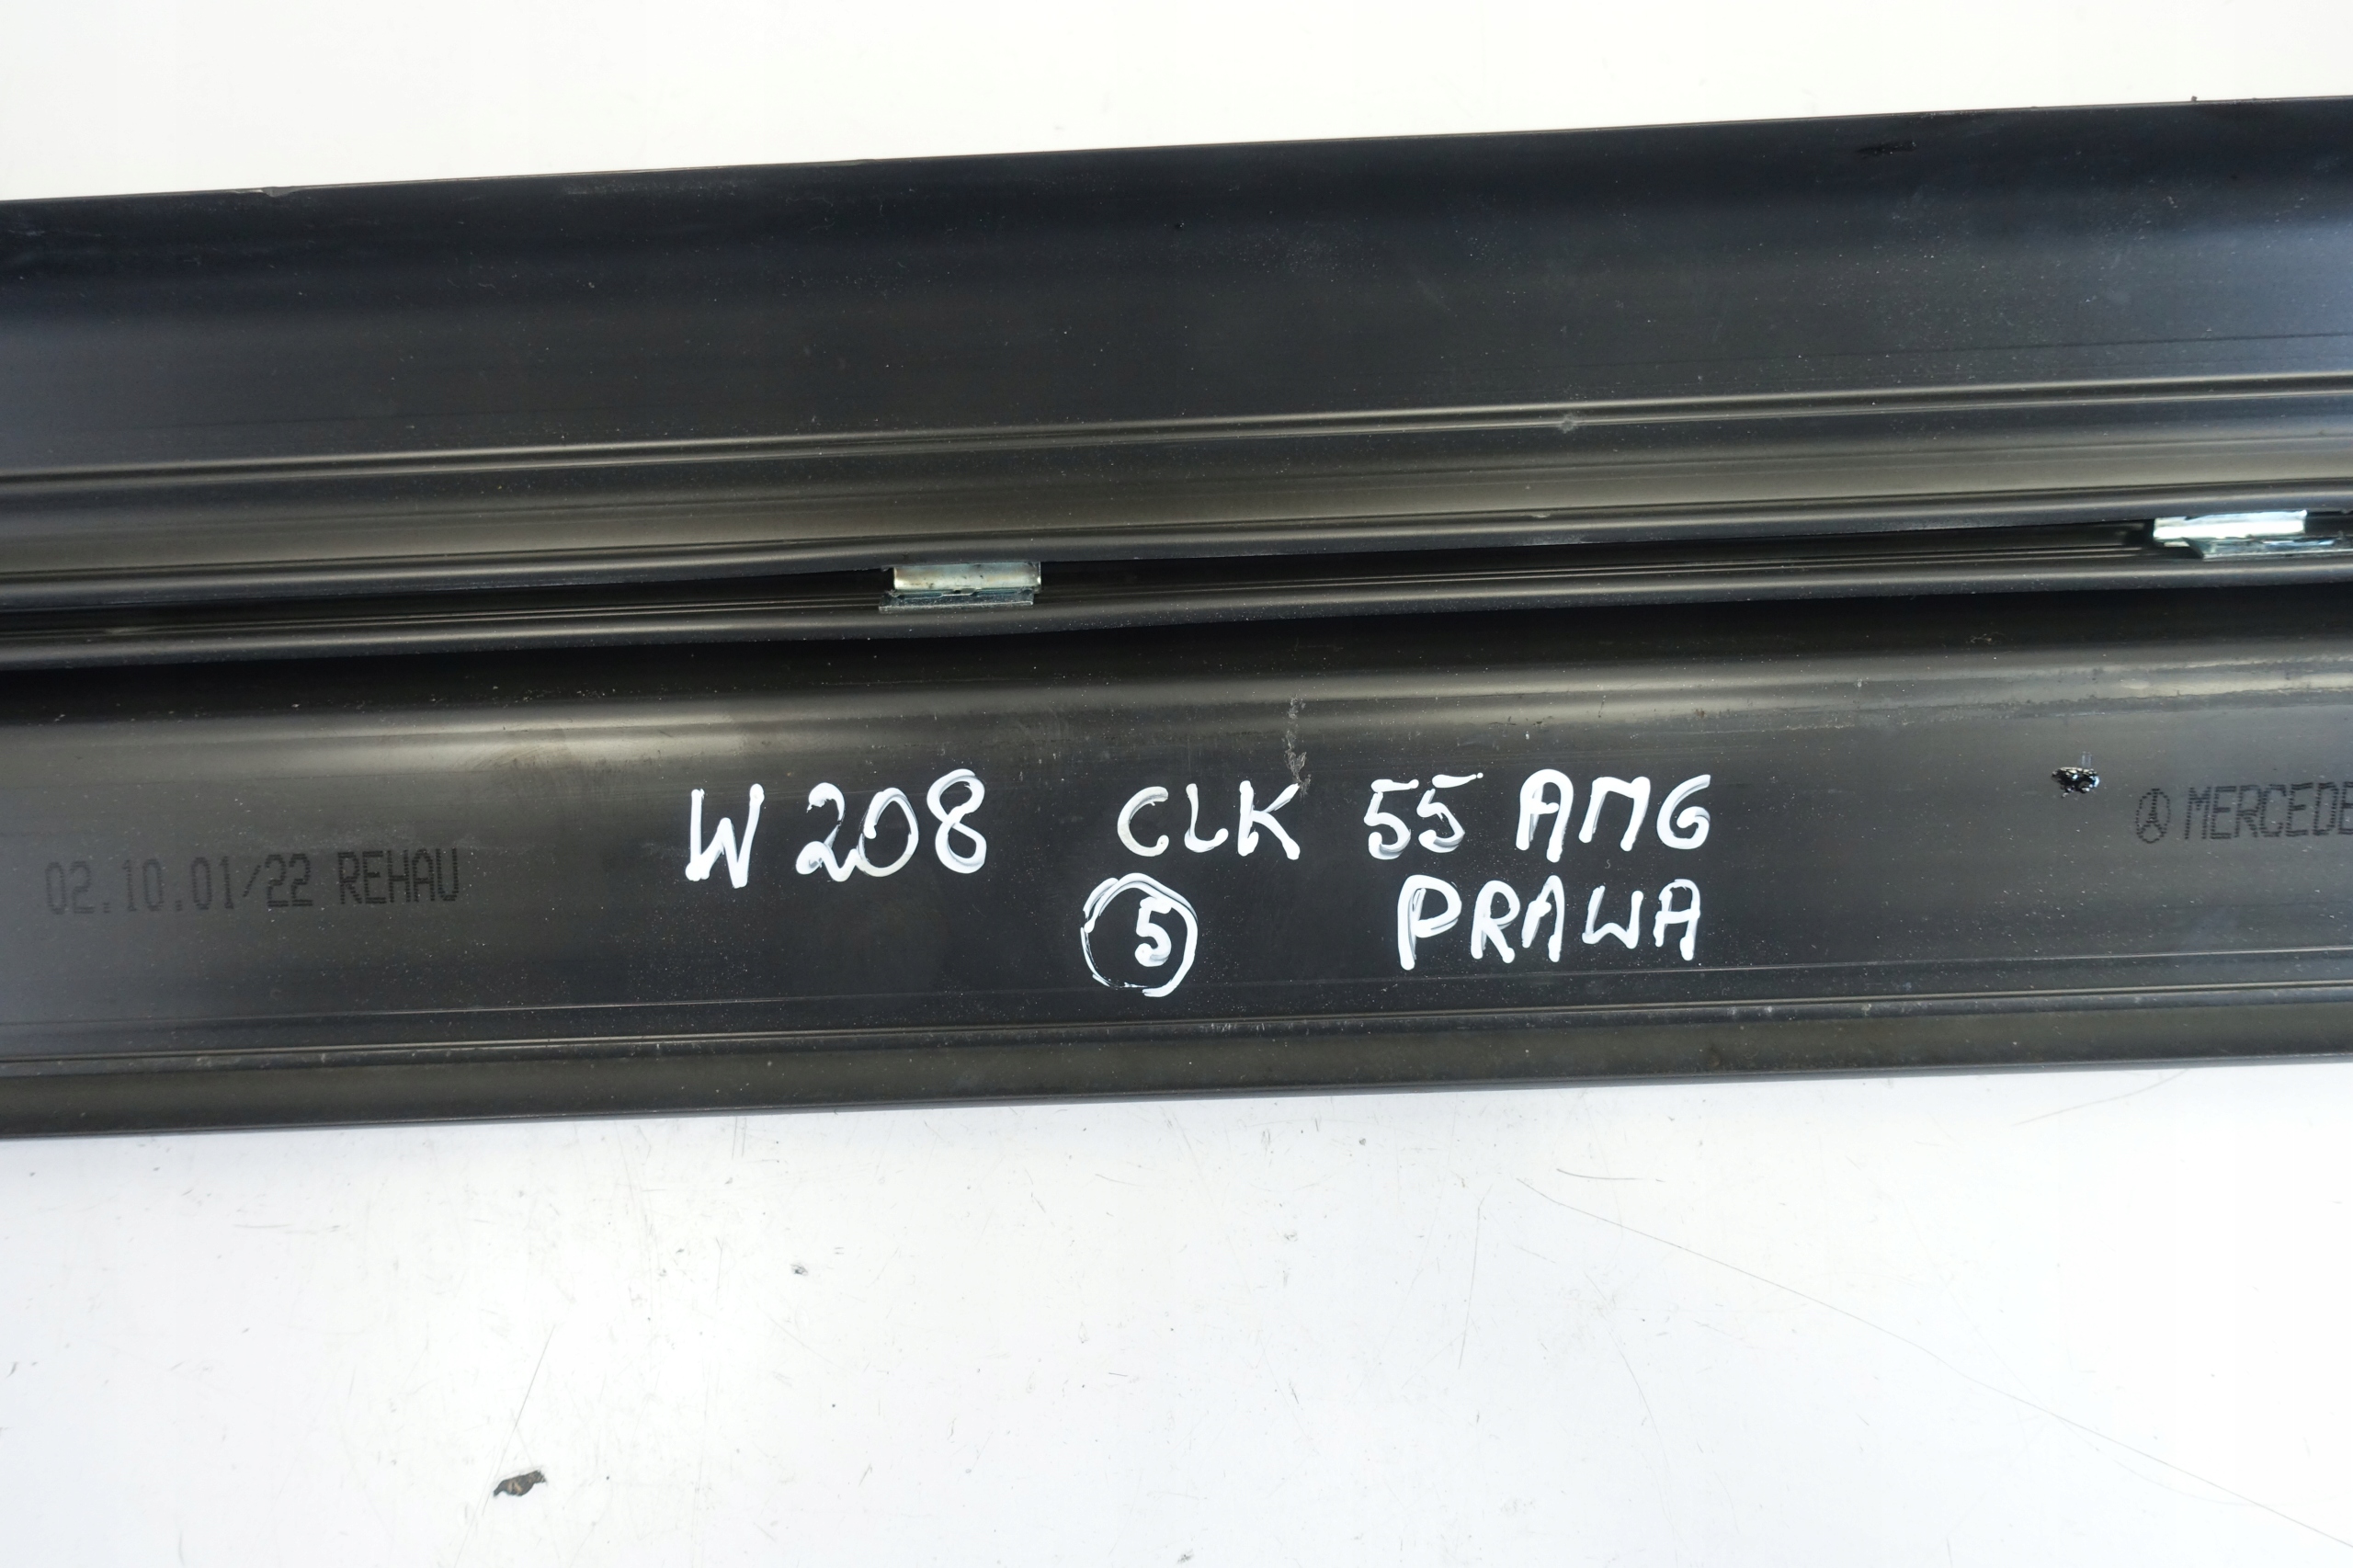 W 208 CLK 55 AMG
5 PRAWA
02.10.01/22 REHAU
MERCEDE